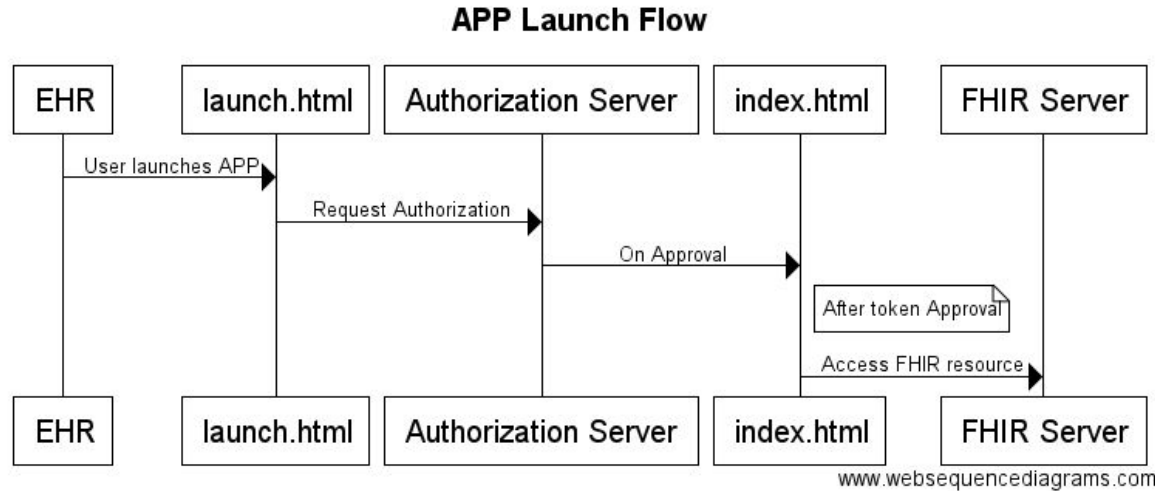 APP Launch Flow
EHR
launch.html
Authorization Server
index.html
FHIR Server
User launches APP
Request Authorization
On Approval
After token Approval
Access FHIR resource
EHR
launch.html
Authorization Server
index.html
FHIR Server
www.websequencediagrams.com